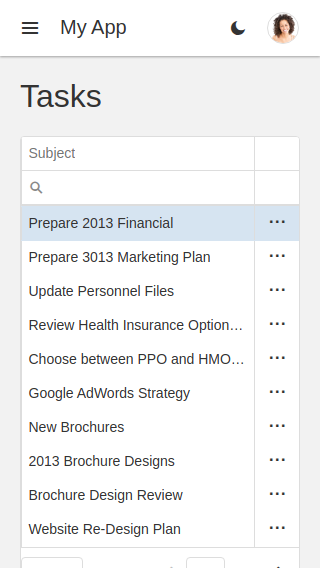 My App
Tasks
Subject
Prepare 2013 Financial
Prepare 3013 Marketing Plan
Update Personnel Files
Review Health Insurance Option...
Choose between PPO and HMO...
Google AdWords Strategy
New Brochures
2013 Brochure Designs
Brochure Design Review
Website Re-Design Plan